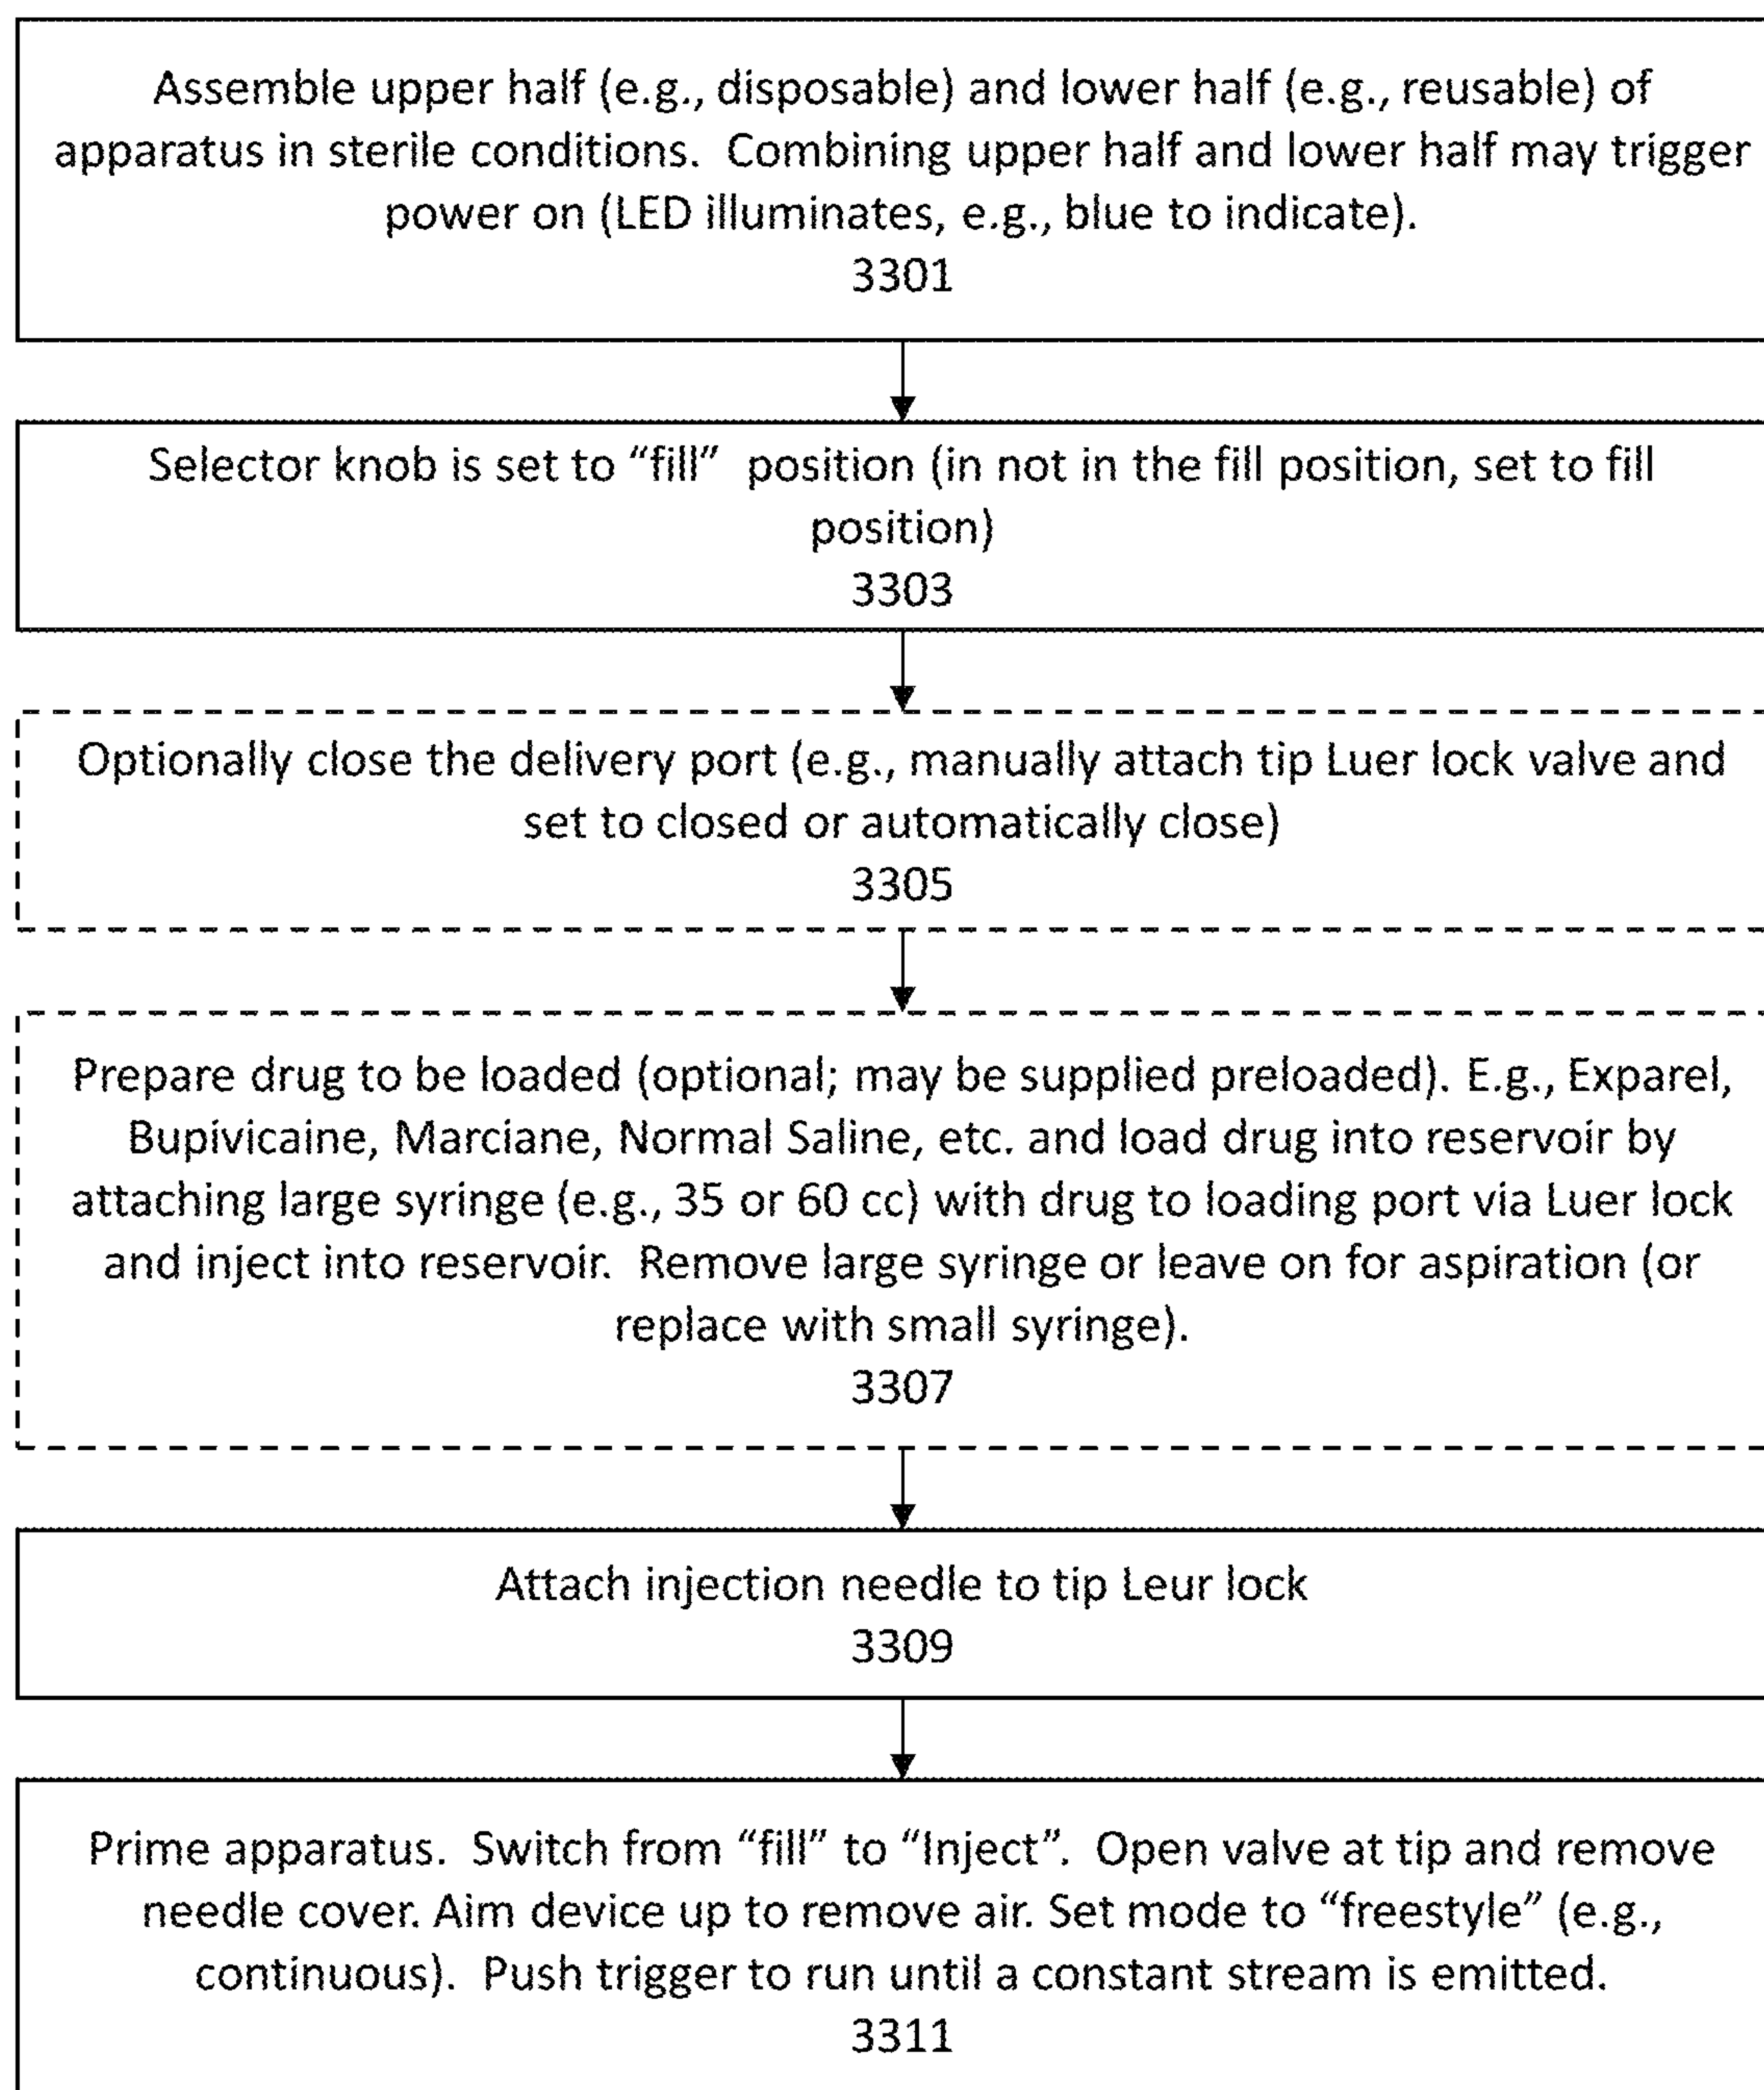 Assemble upper half (e.g., disposable) and lower half (e.g., reusable) of
apparatus in sterile conditions.  Combining upper half and lower half may trigger
power on (LED illuminates, e.g., blue to indicate).
3301
Selector knob is set to “fill”  position (in not in the fill position, set to fill
position)
3303
Optionally close the delivery port (e.g., manually attach tip Luer lock valve and
set to closed or automatically close)
3305
Prepare drug to be loaded (optional; may be supplied preloaded). E.g., Exparel,
Bupivicaine, Marciane, Normal Saline, etc. and load drug into reservoir by
attaching large syringe (e.g., 35 or 60 cc) with drug to loading port via Luer lock
and inject into reservoir.  Remove large syringe or leave on for aspiration (or
replace with small syringe).
3307
Attach injection needle to tip Leur lock
3309
Prime apparatus.  Switch from “fill” to “Inject”.  Open valve at tip and remove
needle cover. Aim device up to remove air. Set mode to “freestyle” (e.g.,
continuous).  Push trigger to run until a constant stream is emitted.
3311